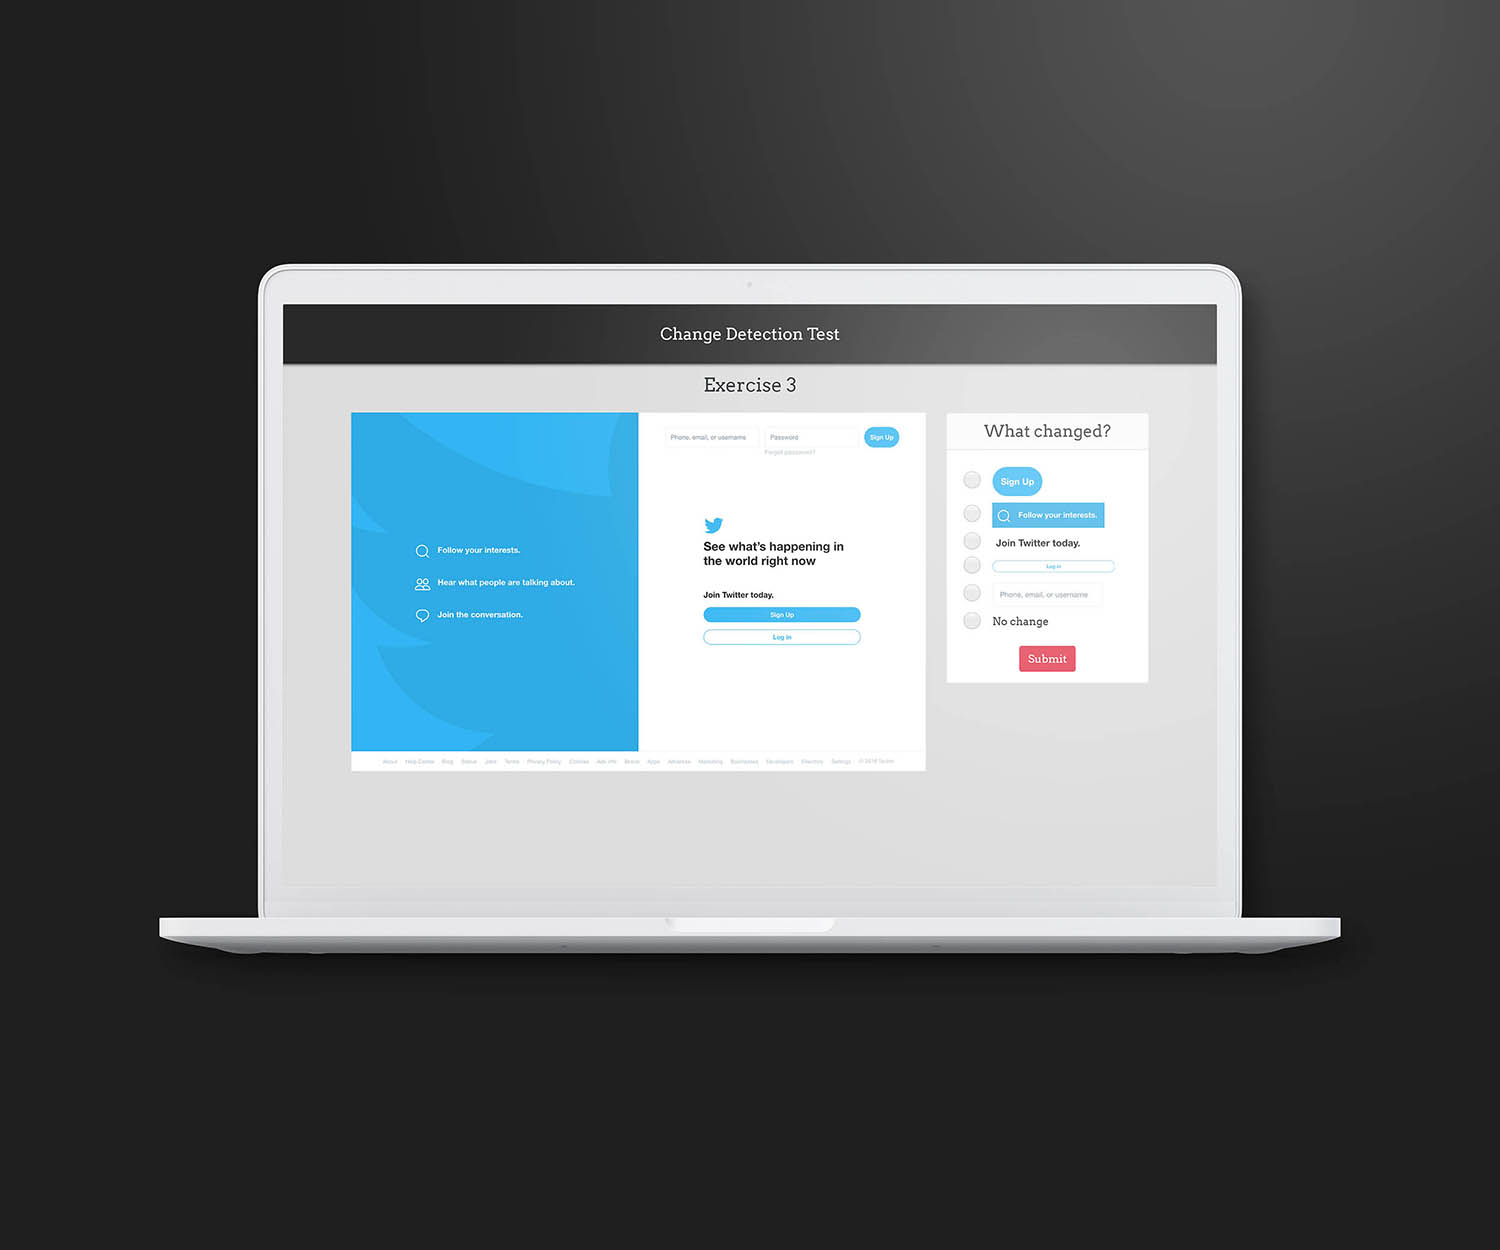 Change Detection Test
Exercise 3
Phone, email, or username
Password
Sign Up
Forgot password?
Follow your interests.
Hear what people are talking about.
Join the conversation.
See what's happening in
the world right now
Join Twitter today.
Sign Up
Log in
About Help Center Blog Status Jobs Terms Privacy Policy Cookies Ads info Brand Apps Advertise Marketing Businesses Developers Directory Settings © 2018 Twitter
What changed?
Sign Up
Follow your interests.
Join Twitter today.
Log in
Phone, email, or username
No change
Submit